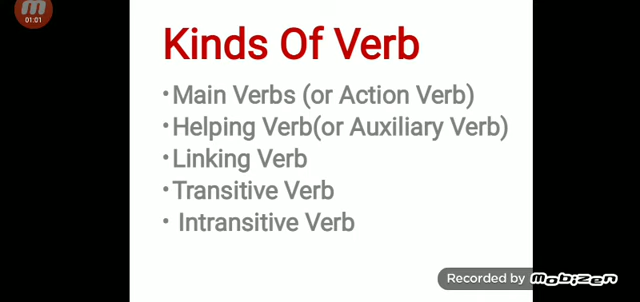 01:01
Kinds Of Verb
•Main Verbs (or Action Verb)
•Helping Verb(or Auxiliary Verb)
•Linking Verb
•Transitive Verb
• Intransitive Verb
Recorded by Mobizen